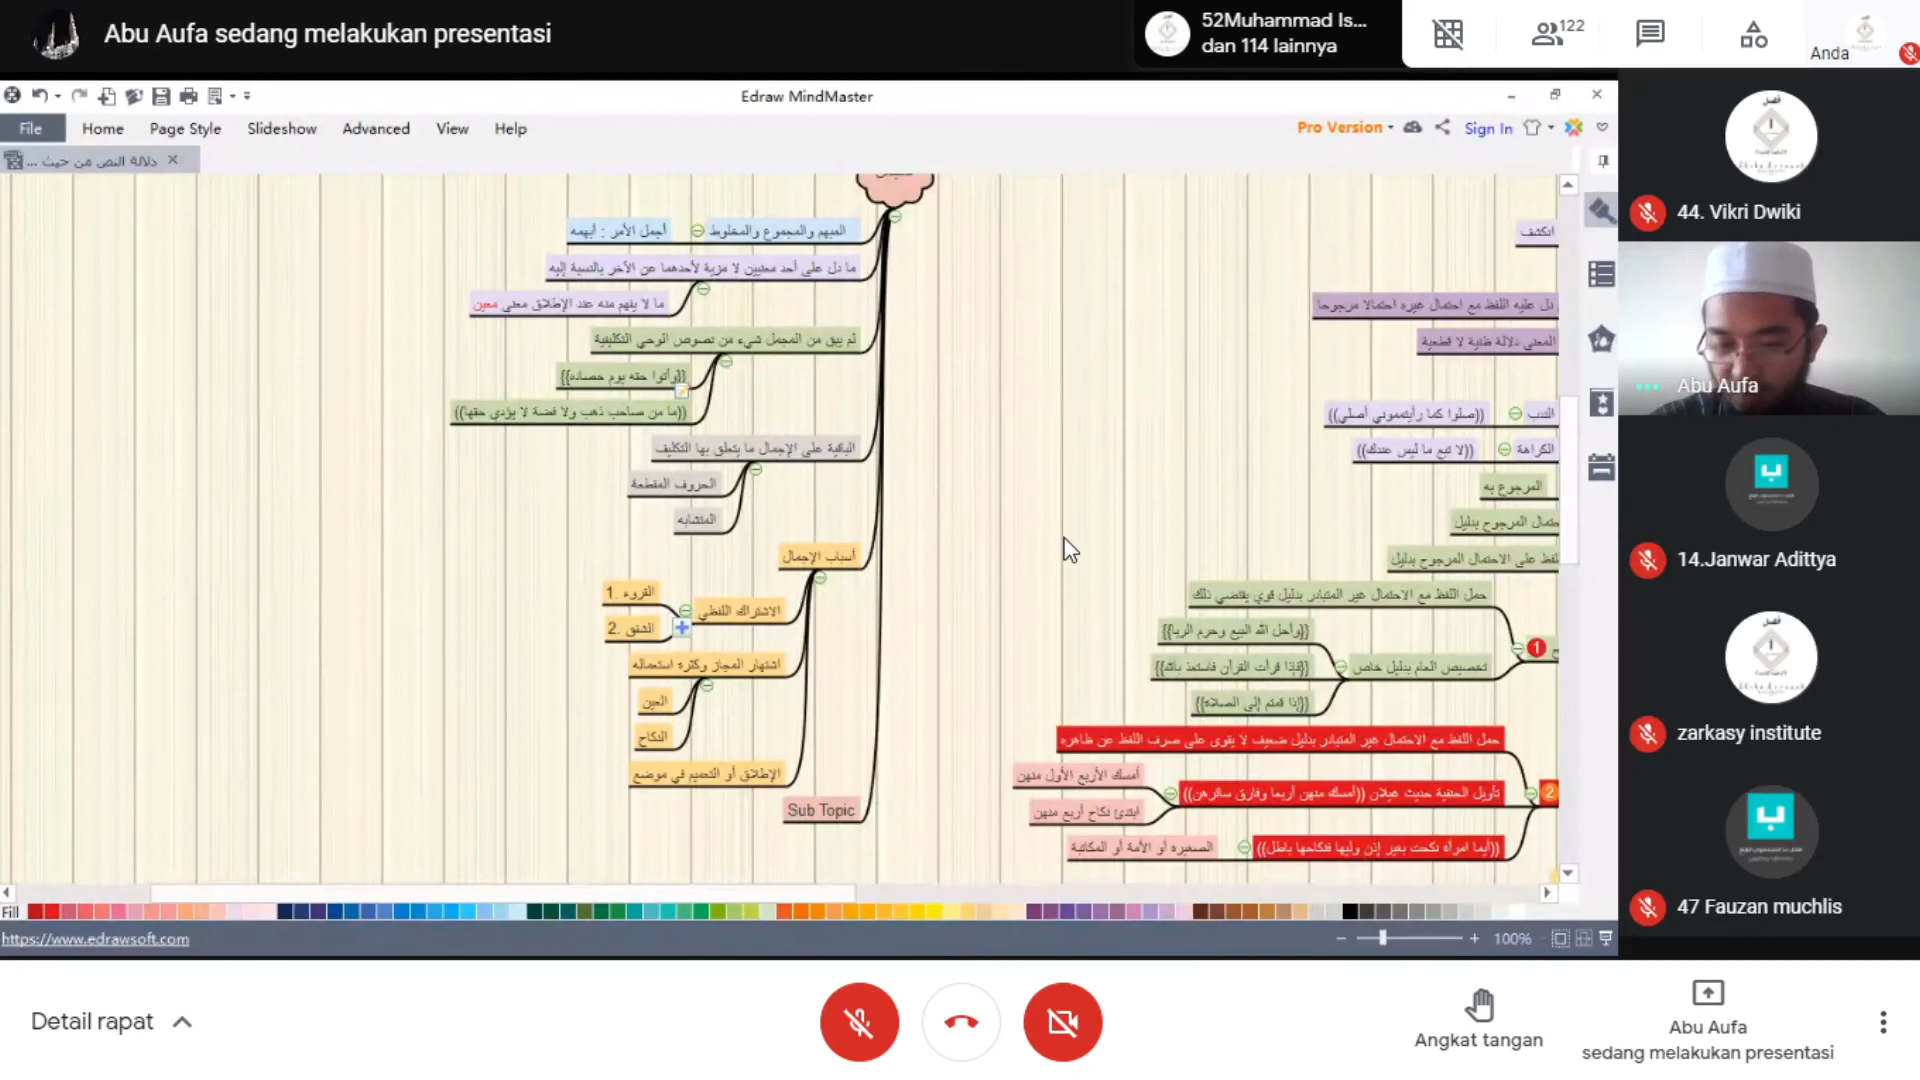 Abu Aufa sedang melakukan presentasi
52Muhammad Is...
dan 114 lainnya
122
Anda
Edraw MindMaster
File
Home
Page Style
Slideshow
Advanced
View
Help
Pro Version
Sign In
دلالة النص من حيث ...
المبهم والمجموع والمخلوط
أجمل الأمر : أبهمه
ما دل على أحد معنيين لا مزية لأحدهما عن الآخر بالنسبة إليه
ما لا يفهم منه عند الإطلاق معنى معين
لم يبق من المجمل شيء من نصوص الوحي التكليفية
{{وآتوا حقه يوم حصاده}}
((ما من صاحب ذهب ولا فضة لا يؤدي حقها))
الباقية على الإجمال ما يتعلق بها التكليف
الحروف المقطعة
المتشابه
أسباب الإجمال
الاشتراك اللفظي
1. القروء
2. الشفق
اشتهار المجاز وكثرة استعماله
العين
النكاح
الإطلاق أو التعميم في موضع
Sub Topic
انكشف
دل عليه اللفظ مع احتمال غيره احتمالا مرجوحا
المعنى دلالة ظنية لا قطعية
الندب
((صلوا كما رأيتموني أصلي))
الكراهة
((لا تبع ما ليس عندك))
المرجوع به
حتمال المرجوح بدليل
لفظ على الاحتمال المرجوح بدليل
حمل اللفظ مع الاحتمال غير المتبادر بدليل قوي يقتضي ذلك
1
تخصيص العام بدليل خاص
{{وأحل الله البيع وحرم الربا}}
{{فإذا قرأت القرآن فاستعذ بالله}}
{{إذا قمتم إلى الصلاة}}
حمل اللفظ مع الاحتمال غير المتبادر بدليل ضعيف لا يقوى على صرف اللفظ عن ظاهره
2
تأويل الحنفية حديث غيلان ((أمسك منهن أربعا وفارق سائرهن))
أمسك الأربع الأول منهن
ابتدئ نكاح أربع منهن
((أيما امرأة نكحت بغير إذن وليها فنكاحها باطل))
الصغيرة أو الأمة أو المكاتبة
Fill
https://www.edrawsoft.com
100%
44. Vikri Dwiki
Abu Aufa
14.Janwar Adittya
zarkasy institute
47 Fauzan muchlis
Detail rapat
Angkat tangan
Abu Aufa
sedang melakukan presentasi